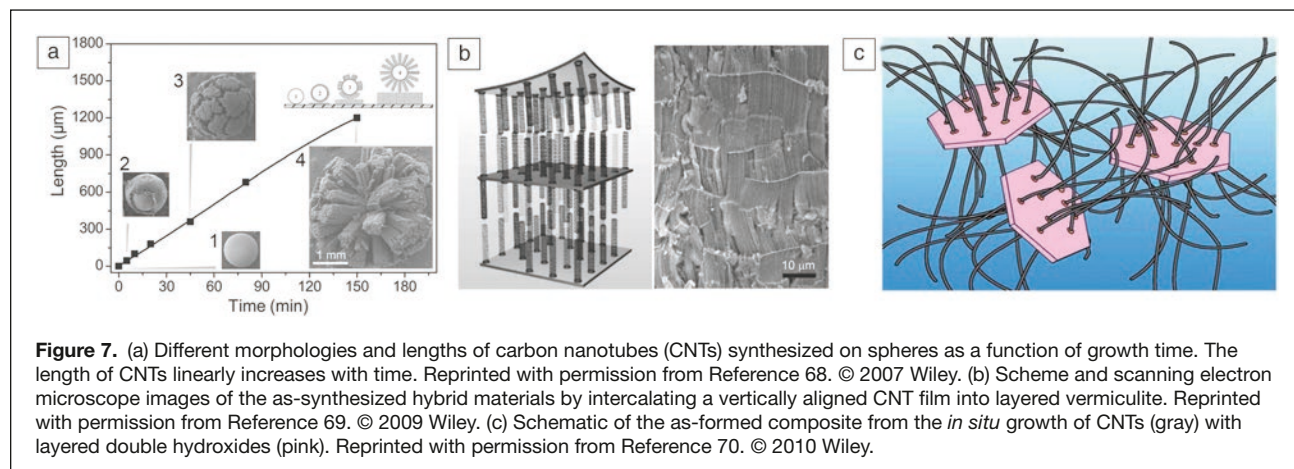 a
1800
1500
1200
900
600
300
0
Length (µm)
0 30 60 90 120 150 180
Time (min)
1
2
3
4
1 mm
b
10 µm
c
Figure 7. (a) Different morphologies and lengths of carbon nanotubes (CNTs) synthesized on spheres as a function of growth time. The
length of CNTs linearly increases with time. Reprinted with permission from Reference 68. © 2007 Wiley. (b) Scheme and scanning electron
microscope images of the as-synthesized hybrid materials by intercalating a vertically aligned CNT film into layered vermiculite. Reprinted
with permission from Reference 69. © 2009 Wiley. (c) Schematic of the as-formed composite from the in situ growth of CNTs (gray) with
layered double hydroxides (pink). Reprinted with permission from Reference 70. © 2010 Wiley.